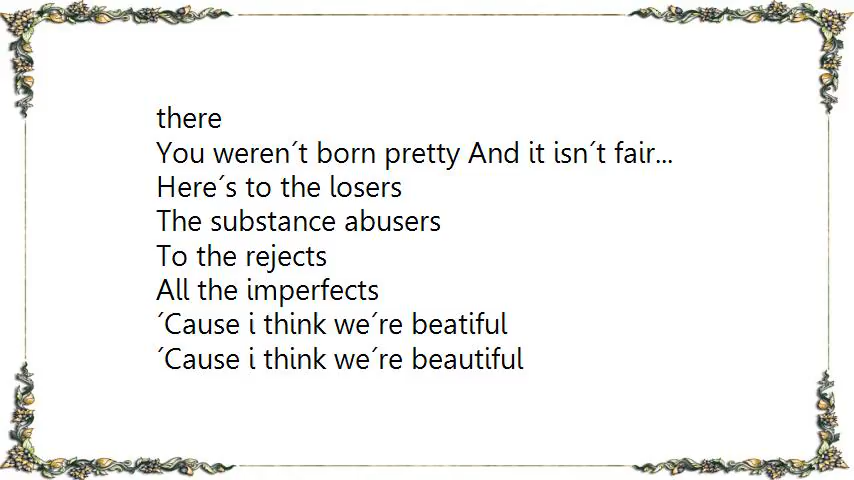 there
You weren´t born pretty And it isn´t fair...
Here´s to the losers
The substance abusers
To the rejects
All the imperfects
´Cause i think we´re beatiful
´Cause i think we´re beautiful